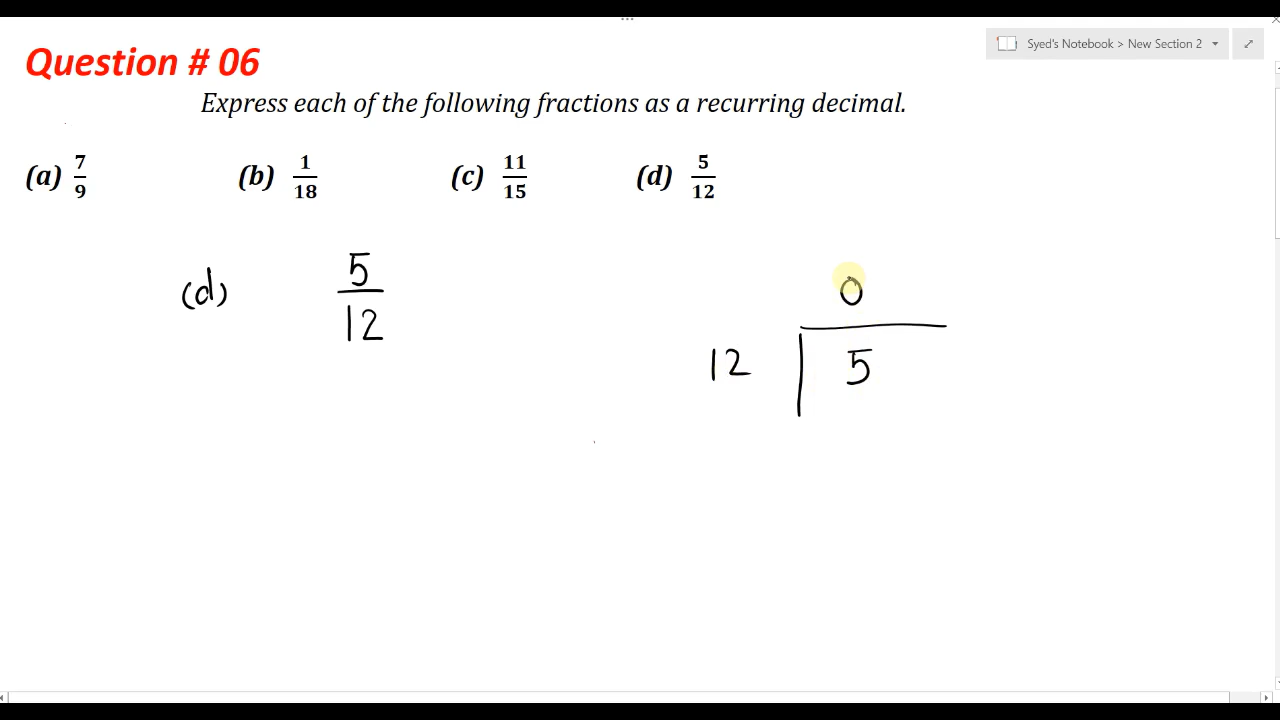 Syed's Notebook > New Section 2
Question # 06
Express each of the following fractions as a recurring decimal.
(a) 7/9 (b) 1/18 (c) 11/15 (d) 5/12
(d) 5/12
0
12 5